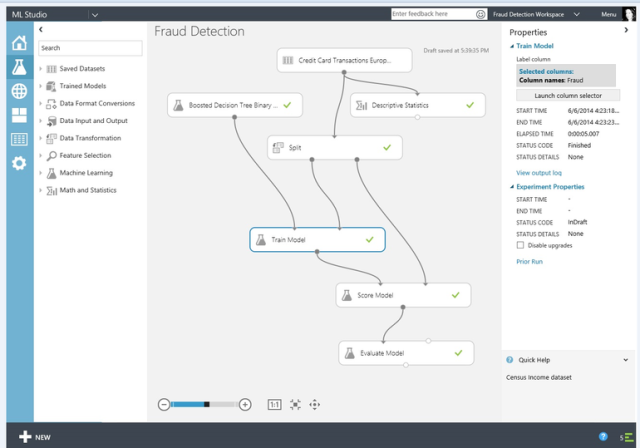 ML Studio
Enter feedback here
Fraud Detection Workspace
Menu
Search
Saved Datasets
Trained Models
Data Format Conversions
Data Input and Output
Data Transformation
Feature Selection
Machine Learning
Math and Statistics
Fraud Detection
Draft saved at 5:39:25 PM
Credit Card Transactions Europ...
Boosted Decision Tree Binary ...
Descriptive Statistics
Split
Train Model
Score Model
Evaluate Model
1:1
Properties
Train Model
Label column
Selected columns:
Column names: Fraud
Launch column selector
START TIME 6/6/2014 4:23:18...
END TIME 6/6/2014 4:23:23...
ELAPSED TIME 0:00:05.007
STATUS CODE Finished
STATUS DETAILS None
View output log
Experiment Properties
START TIME -
END TIME -
STATUS CODE InDraft
STATUS DETAILS None
Disable upgrades
Prior Run
Quick Help
Census Income dataset
NEW
5